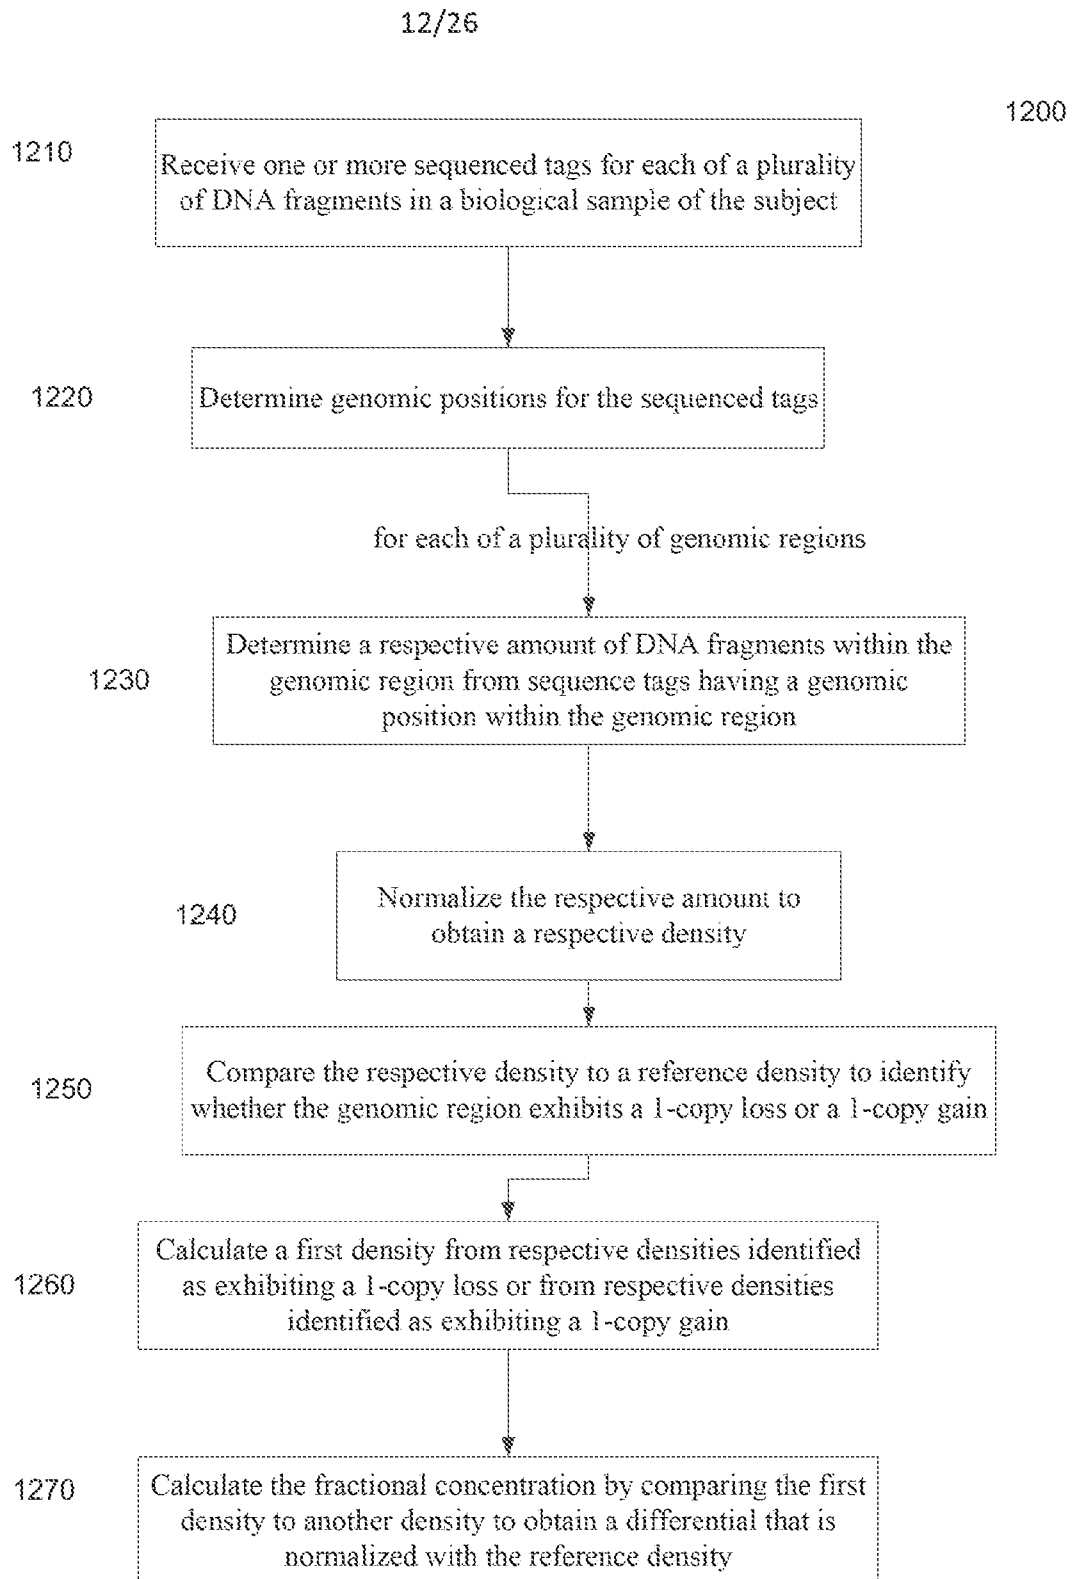 12/26
1200
1210
Receive one or more sequenced tags for each of a plurality
of DNA fragments in a biological sample of the subject
1220
Determine genomic positions for the sequenced tags
for each of a plurality of genomic regions
1230
Determine a respective amount of DNA fragments within the
genomic region from sequence tags having a genomic
position within the genomic region
1240
Normalize the respective amount to
obtain a respective density
1250
Compare the respective density to a reference density to identify
whether the genomic region exhibits a 1-copy loss or a 1-copy gain
1260
Calculate a first density from respective densities identified
as exhibiting a 1-copy loss or from respective densities
identified as exhibiting a 1-copy gain
1270
Calculate the fractional concentration by comparing the first
density to another density to obtain a differential that is
normalized with the reference density